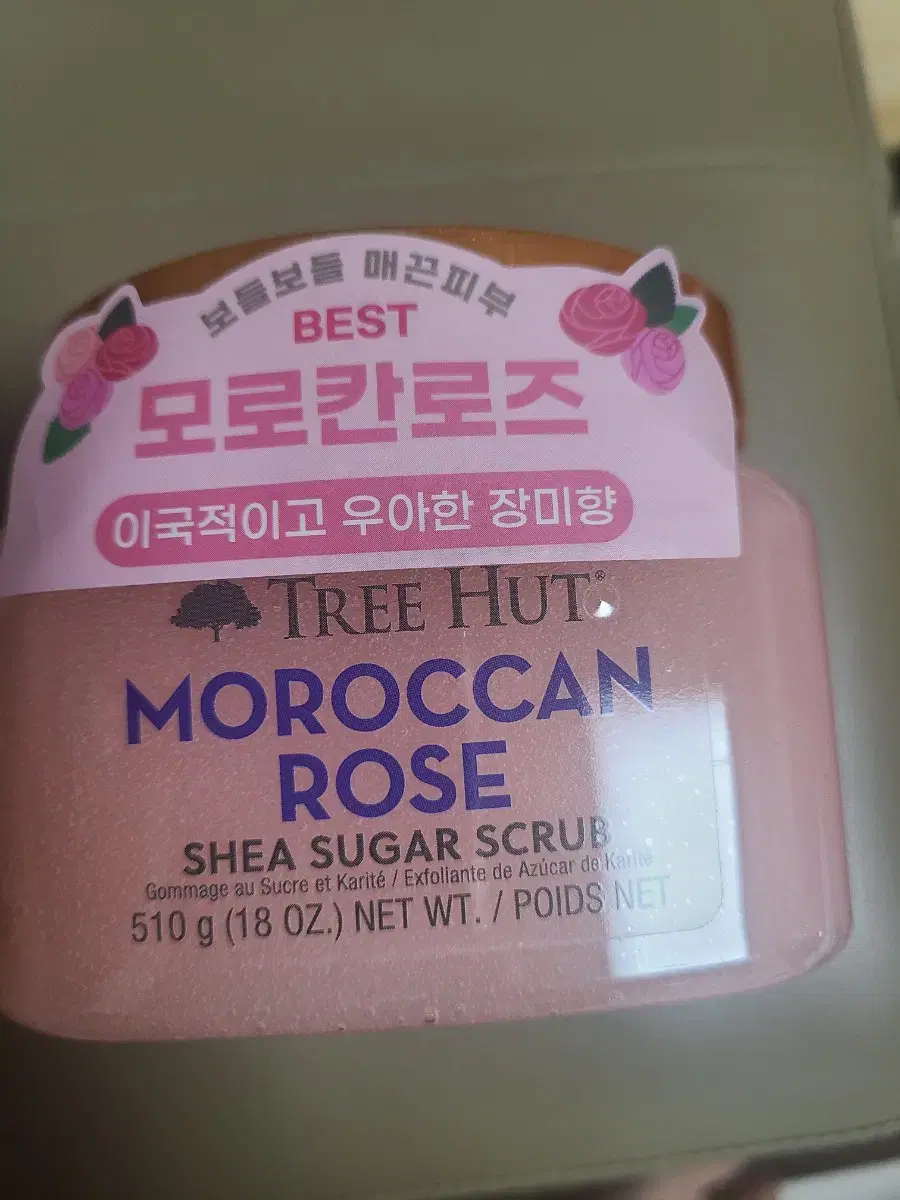 보들보들 매끈피부
BEST
모로칸로즈
이국적이고 우아한 장미향
TREE HUT®
MOROCCAN
ROSE
SHEA SUGAR SCRUB
Gommage au Sucre et Karité / Exfoliante de Azúcar de Karité
510 g (18 OZ.) NET WT. / POIDS NET